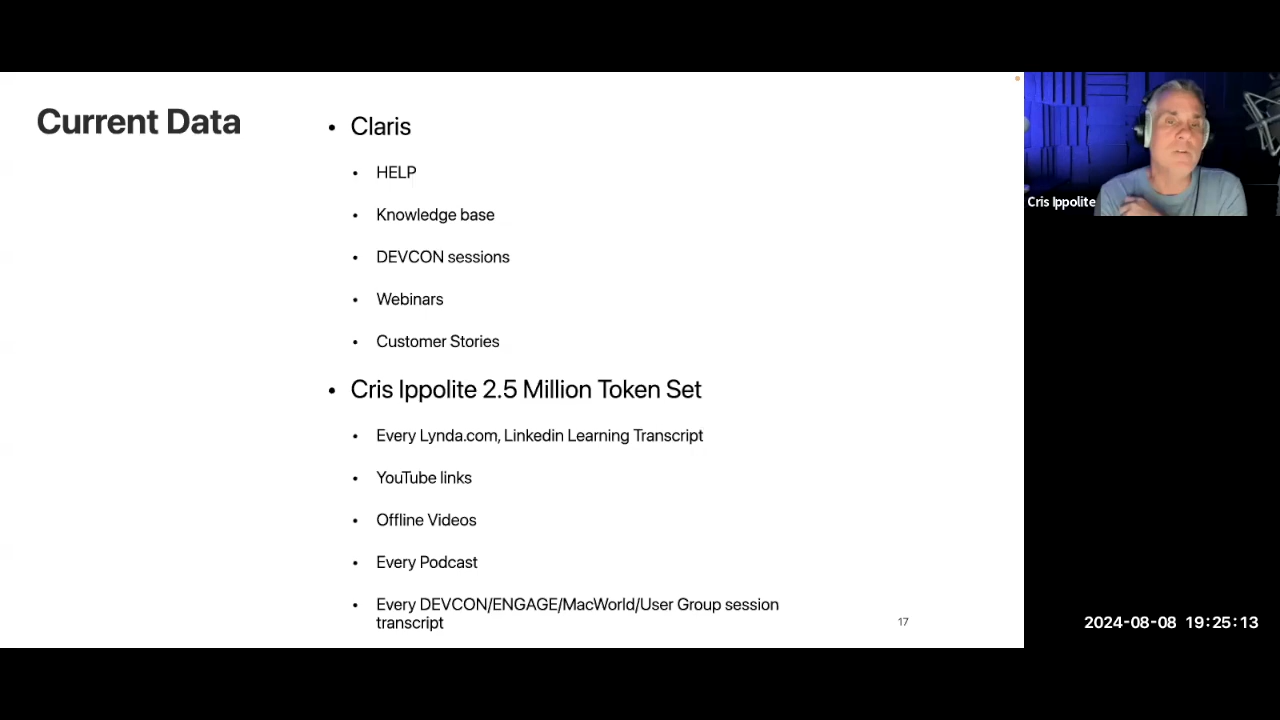 Current Data
• Claris
• HELP
• Knowledge base
• DEVCON sessions
• Webinars
• Customer Stories
• Cris Ippolite 2.5 Million Token Set
• Every Lynda.com, Linkedin Learning Transcript
• YouTube links
• Offline Videos
• Every Podcast
• Every DEVCON/ENGAGE/MacWorld/User Group session
transcript
17
Cris Ippolite
2024-08-08 19:25:13